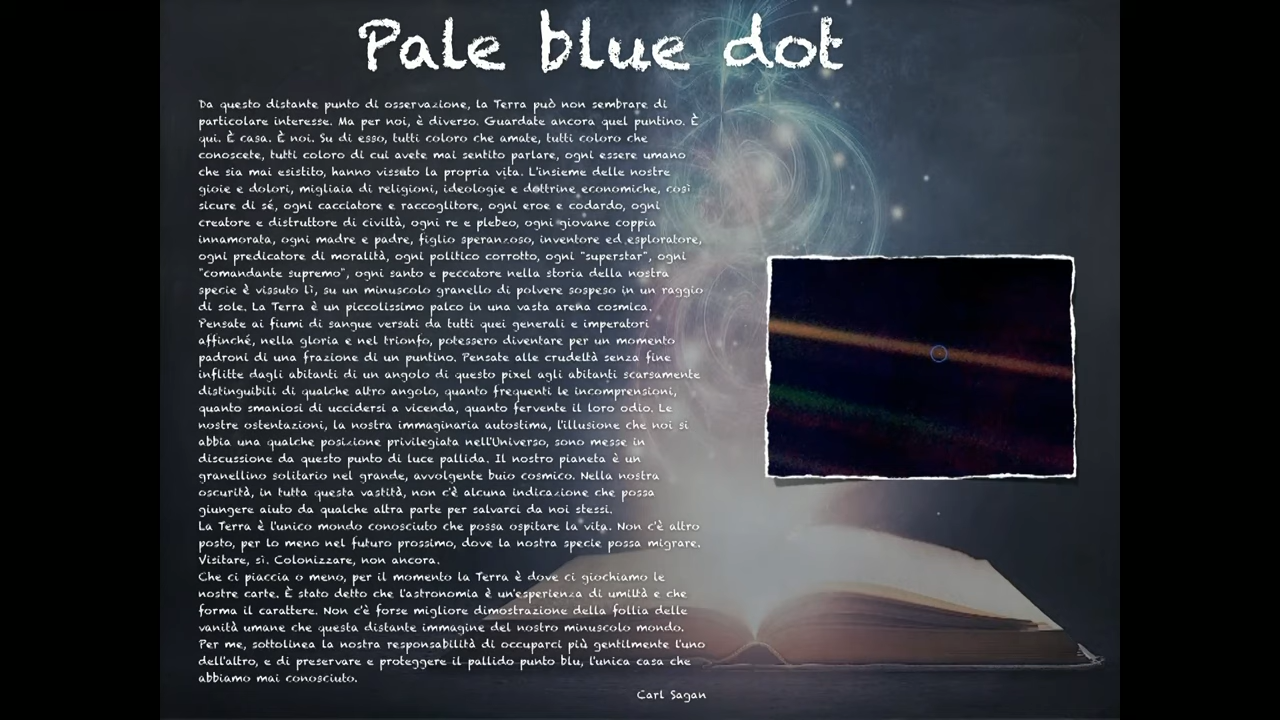 Pale blue dot
Da questo distante punto di osservazione, la Terra può non sembrare di
particolare interesse. Ma per noi, è diverso. Guardate ancora quel puntino. È
qui. È casa. È noi. Su di esso, tutti coloro che amate, tutti coloro che
conoscete, tutti coloro di cui avete mai sentito parlare, ogni essere umano
che sia mai esistito, hanno vissuto la propria vita. L'insieme delle nostre
gioie e dolori, migliaia di religioni, ideologie e dottrine economiche, così
sicure di sé, ogni cacciatore e raccoglitore, ogni eroe e codardo, ogni
creatore e distruttore di civiltà, ogni re e plebeo, ogni giovane coppia
innamorata, ogni madre e padre, figlio speranzoso, inventore ed esploratore,
ogni predicatore di moralità, ogni politico corrotto, ogni "superstar", ogni
"comandante supremo", ogni santo e peccatore nella storia della nostra
specie è vissuto lì, su un minuscolo granello di polvere sospeso in un raggio
di sole. La Terra è un piccolissimo palco in una vasta arena cosmica.
Pensate ai fiumi di sangue versati da tutti quei generali e imperatori
affinché, nella gloria e nel trionfo, potessero diventare per un momento
padroni di una frazione di un puntino. Pensate alle crudeltà senza fine
inflitte dagli abitanti di un angolo di questo pixel agli abitanti scarsamente
distinguibili di qualche altro angolo, quanto frequenti le incomprensioni,
quanto smaniosi di uccidersi a vicenda, quanto fervente il loro odio. Le
nostre ostentazioni, la nostra immaginaria autostima, l'illusione che noi si
abbia una qualche posizione privilegiata nell'Universo, sono messe in
discussione da questo punto di luce pallida. Il nostro pianeta è un
granellino solitario nel grande, avvolgente buio cosmico. Nella nostra
oscurità, in tutta questa vastità, non c'è alcuna indicazione che possa
giungere aiuto da qualche altra parte per salvarci da noi stessi.
La Terra è l'unico mondo conosciuto che possa ospitare la vita. Non c'è altro
posto, per lo meno nel futuro prossimo, dove la nostra specie possa migrare.
Visitare, sì. Colonizzare, non ancora.
Che ci piaccia o meno, per il momento la Terra è dove ci giochiamo le
nostre carte. È stato detto che l'astronomia è un'esperienza di umiltà e che
forma il carattere. Non c'è forse migliore dimostrazione della follia delle
vanità umane che questa distante immagine del nostro minuscolo mondo.
Per me, sottolinea la nostra responsabilità di occuparci più gentilmente l'uno
dell'altro, e di preservare e proteggere il pallido punto blu, l'unica casa che
abbiamo mai conosciuto.
Carl Sagan